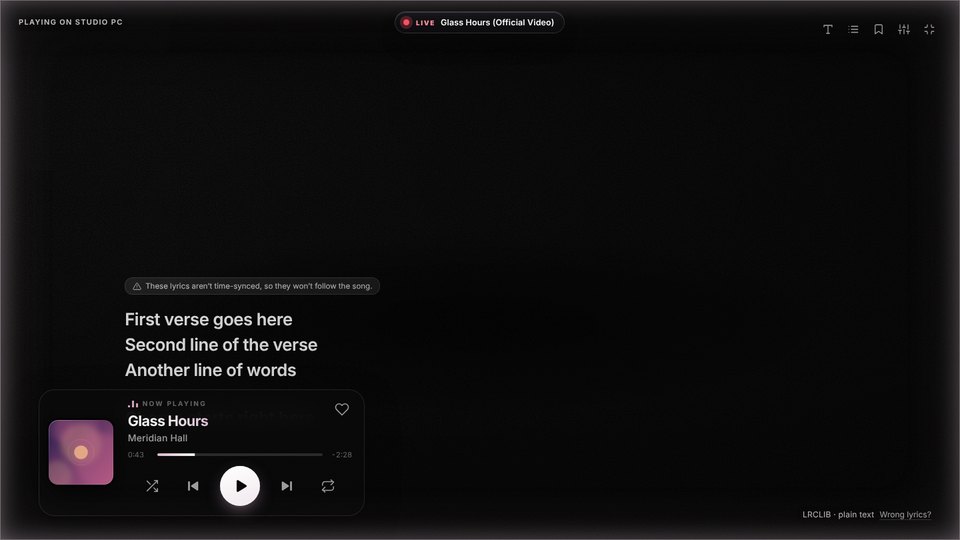 PLAYING ON STUDIO PC
LIVE Glass Hours (Official Video)
These lyrics aren't time-synced, so they won't follow the song.
First verse goes here
Second line of the verse
Another line of words
NOW PLAYING
Glass Hours
Meridian Hall
0:43
-2:28
LRCLIB · plain text Wrong lyrics?